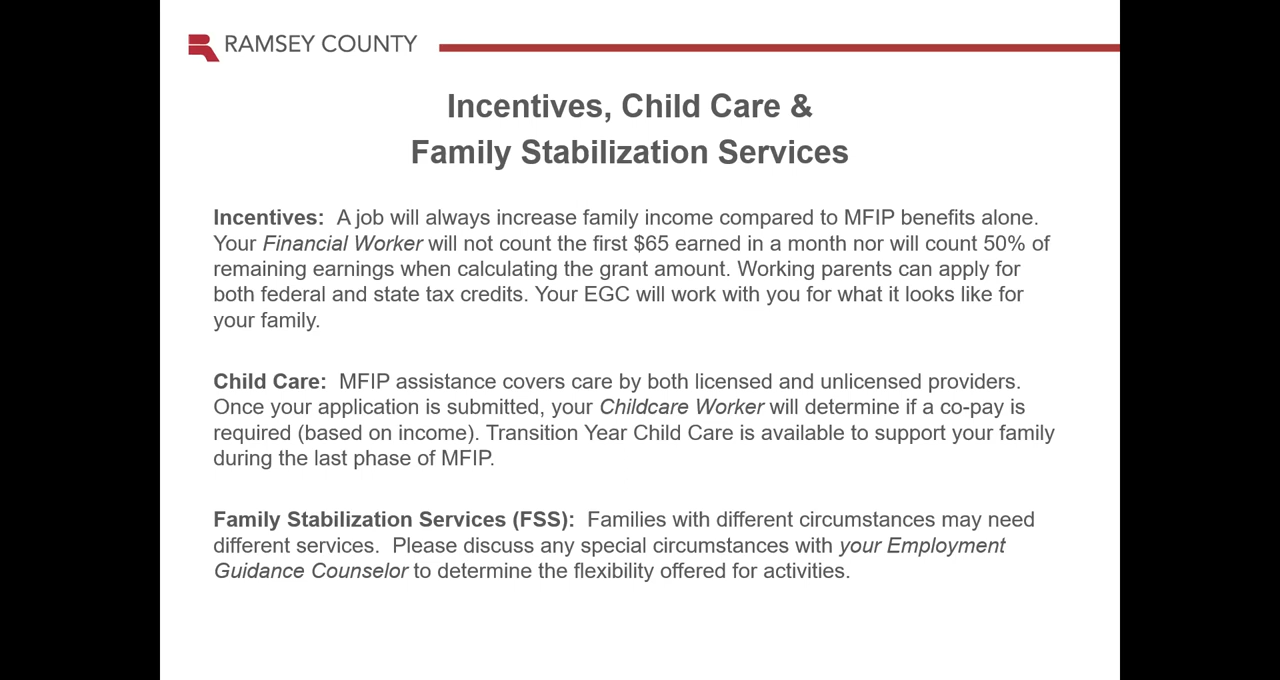 RAMSEY COUNTY
Incentives, Child Care &
Family Stabilization Services
Incentives:  A job will always increase family income compared to MFIP benefits alone.
Your Financial Worker will not count the first $65 earned in a month nor will count 50% of
remaining earnings when calculating the grant amount. Working parents can apply for
both federal and state tax credits. Your EGC will work with you for what it looks like for
your family.
Child Care:  MFIP assistance covers care by both licensed and unlicensed providers.
Once your application is submitted, your Childcare Worker will determine if a co-pay is
required (based on income). Transition Year Child Care is available to support your family
during the last phase of MFIP.
Family Stabilization Services (FSS):  Families with different circumstances may need
different services.  Please discuss any special circumstances with your Employment
Guidance Counselor to determine the flexibility offered for activities.